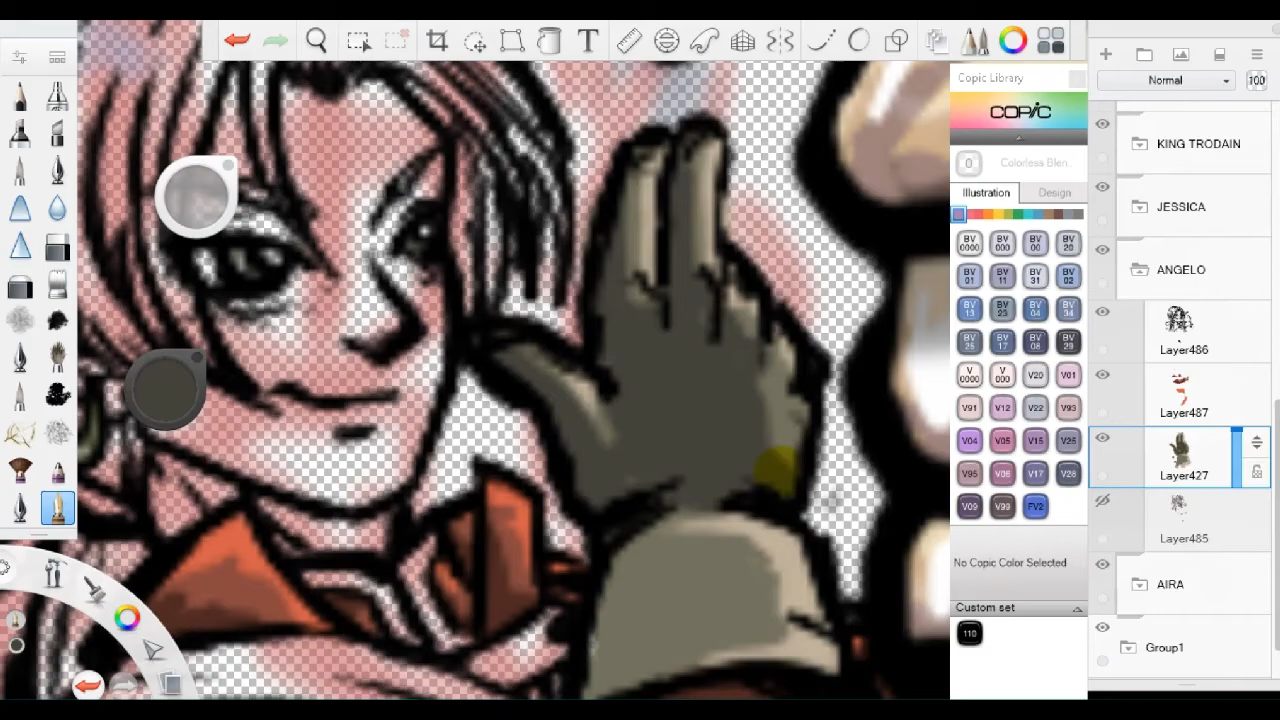 Normal
100
Copic Library
COPIC
0 Colorless Blen..
Illustration Design
BV 0000 BV 000 BV 00 BV 20
BV 01 BV 11 BV 31 BV 02
BV 13 BV 23 BV 04 BV 34
BV 25 BV 17 BV 08 BV 29
V 0000 V 000 V20 V01
V91 V12 V22 V93
V04 V05 V15 V25
V95 V06 V17 V28
V09 V99 FV2
No Copic Color Selected
Custom set
110
KING TRODAIN
JESSICA
ANGELO
Layer486
Layer487
Layer427
Layer485
AIRA
Group1